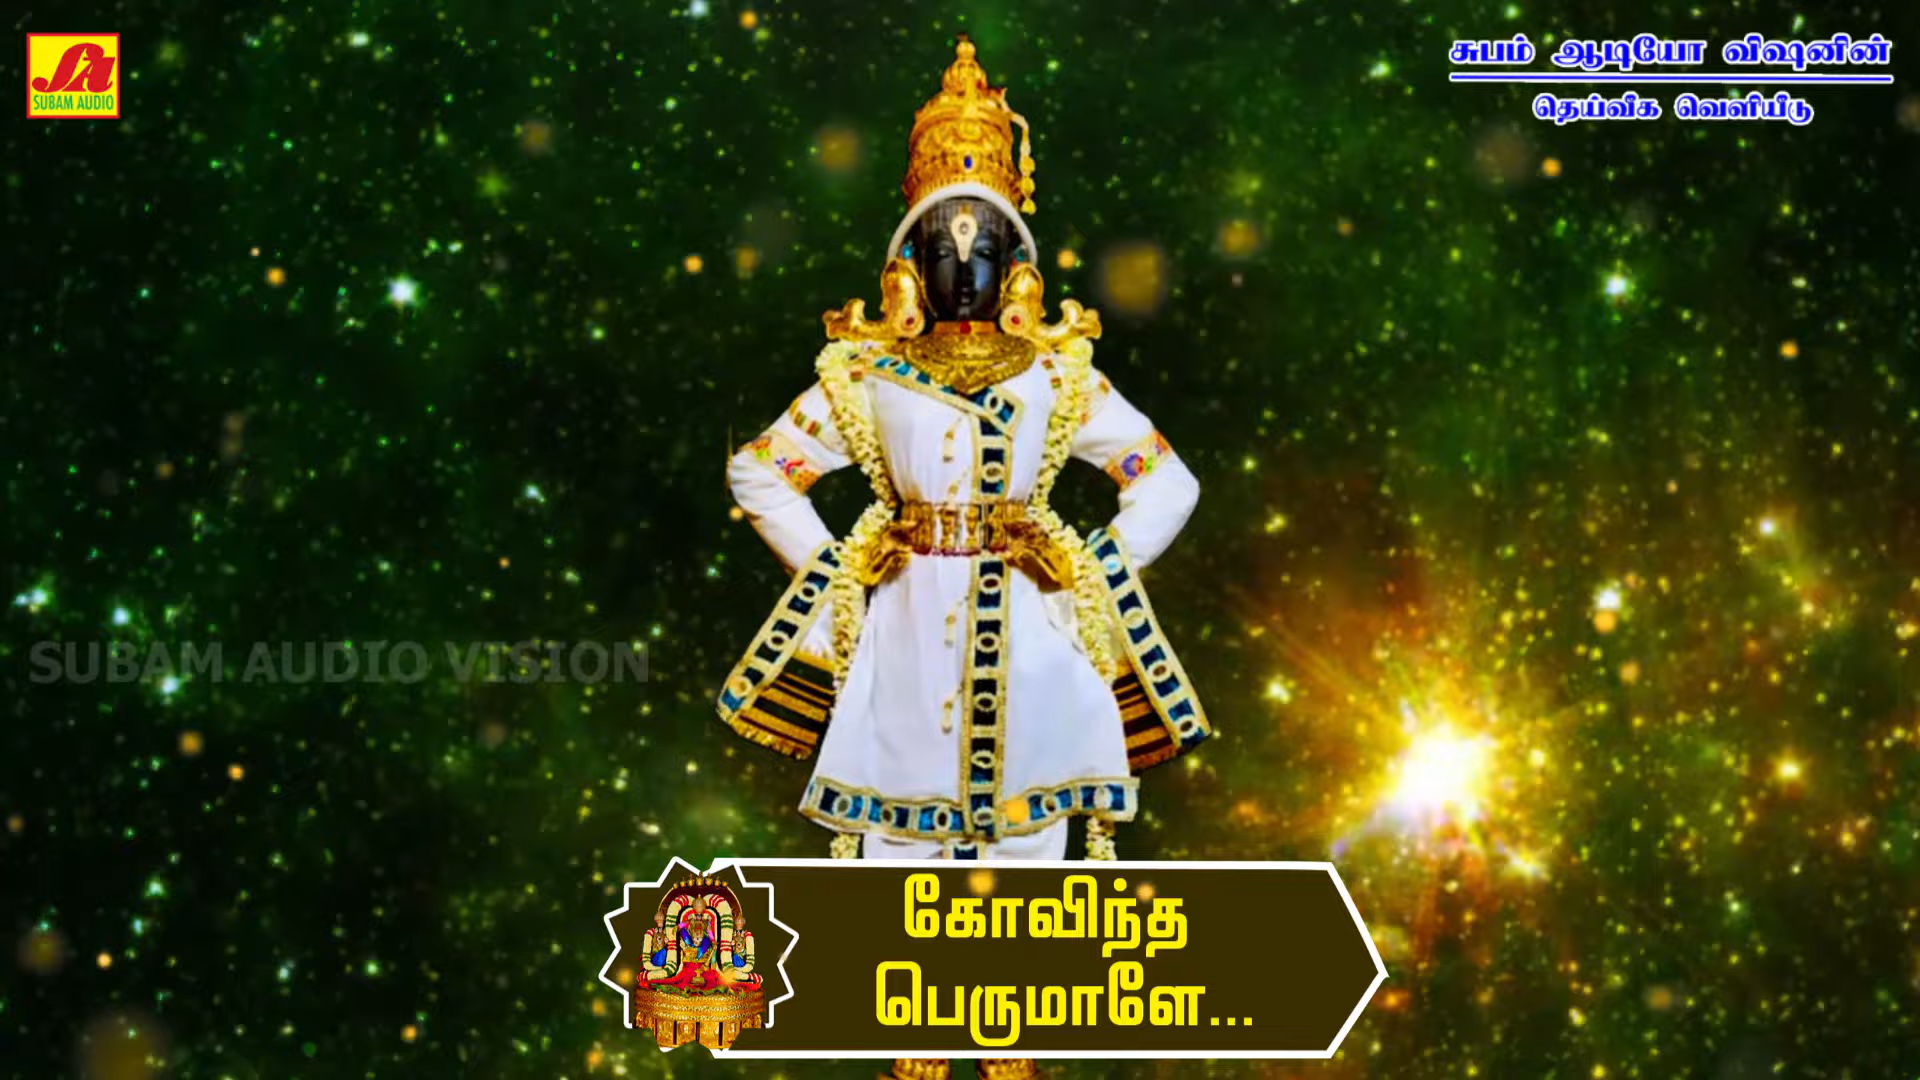 SUBAM AUDIO
சுபம் ஆடியோ விஷனின்
தெய்வீக வெளியீடு
SUBAM AUDIO VISION
கோவிந்த
பெருமாளே...